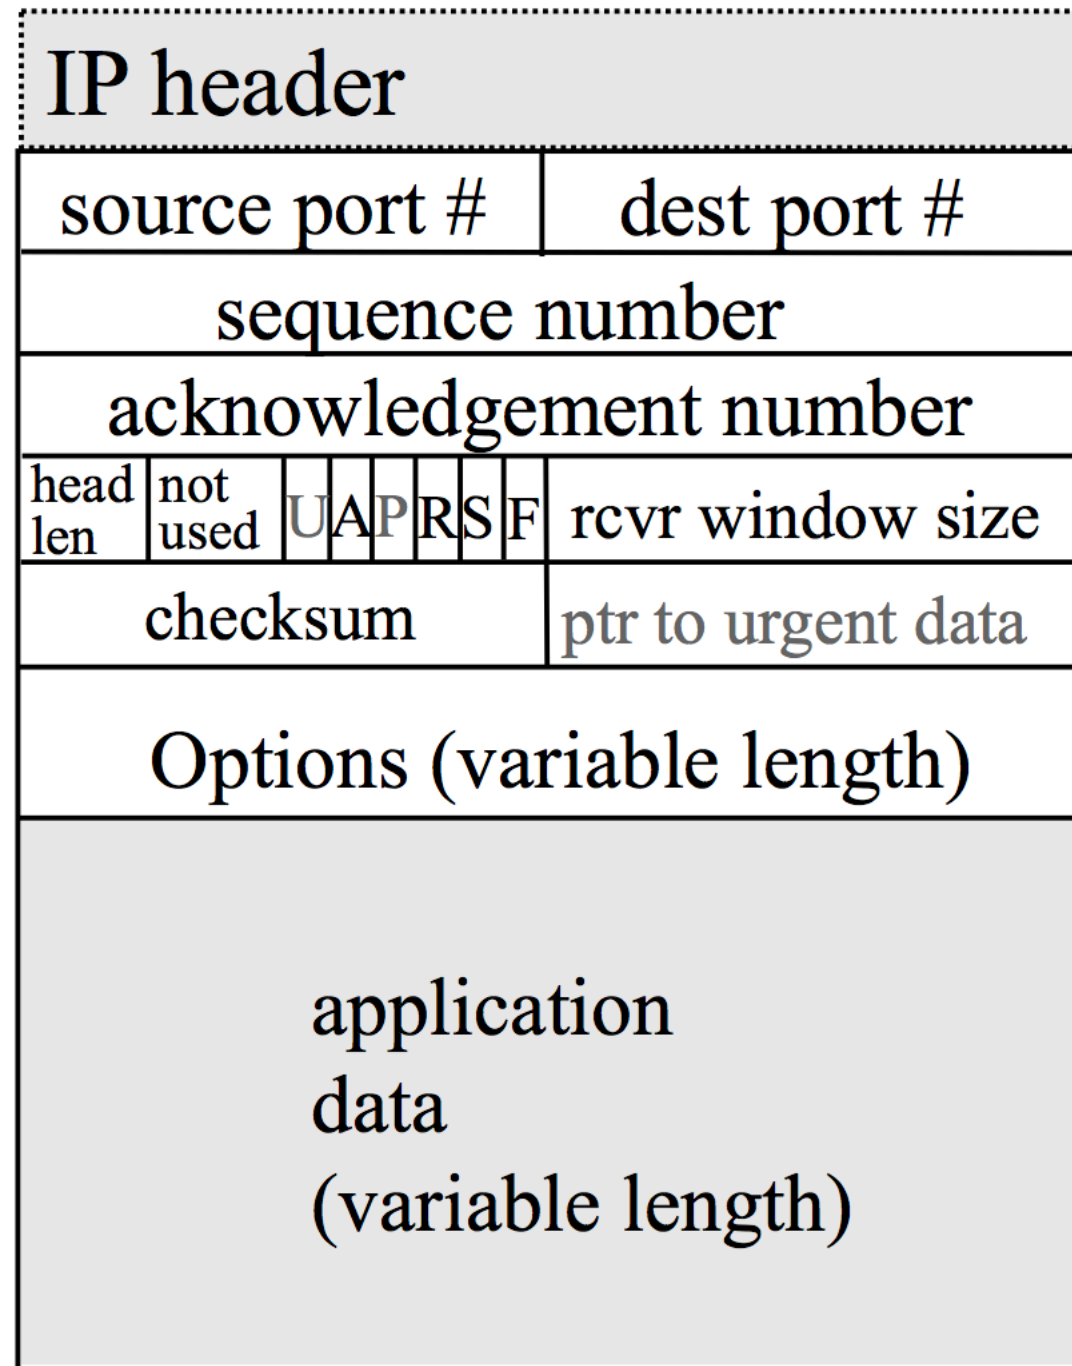 IP header
source port # dest port #
sequence number
acknowledgement number
head len not used U A P R S F rcvr window size
checksum ptr to urgent data
Options (variable length)
application
data
(variable length)